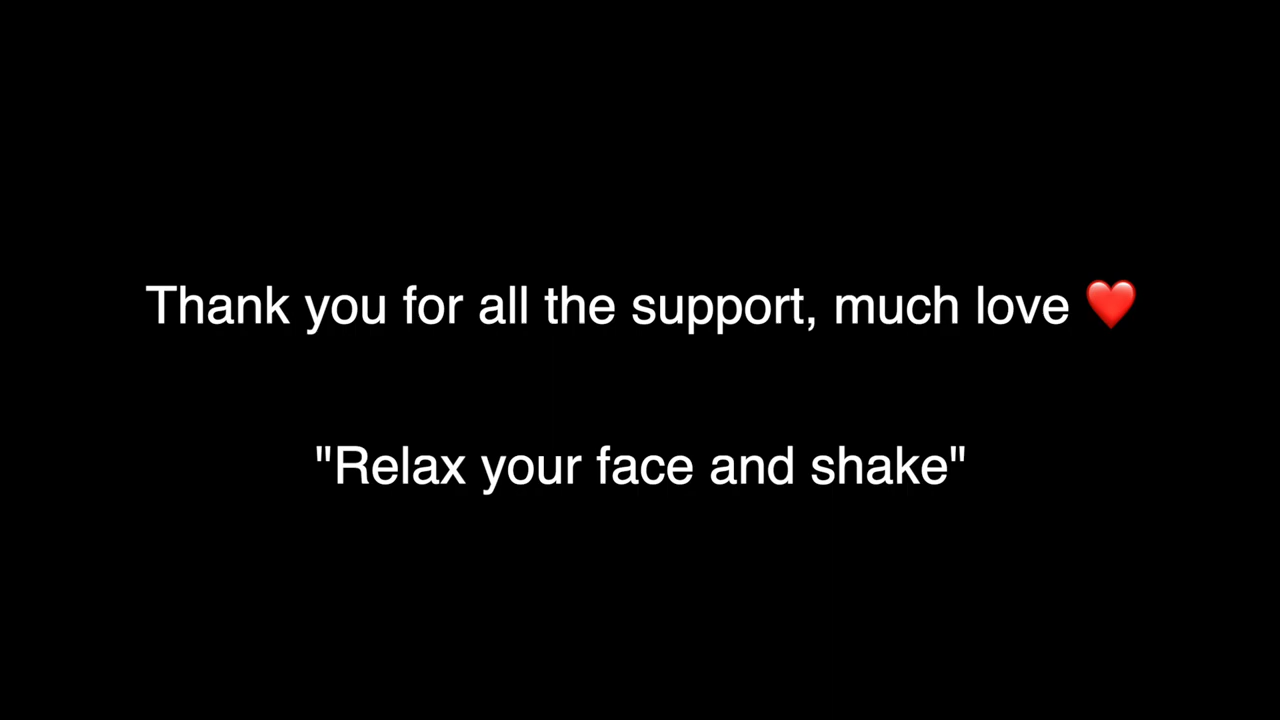 Thank you for all the support, much love ❤️
"Relax your face and shake"